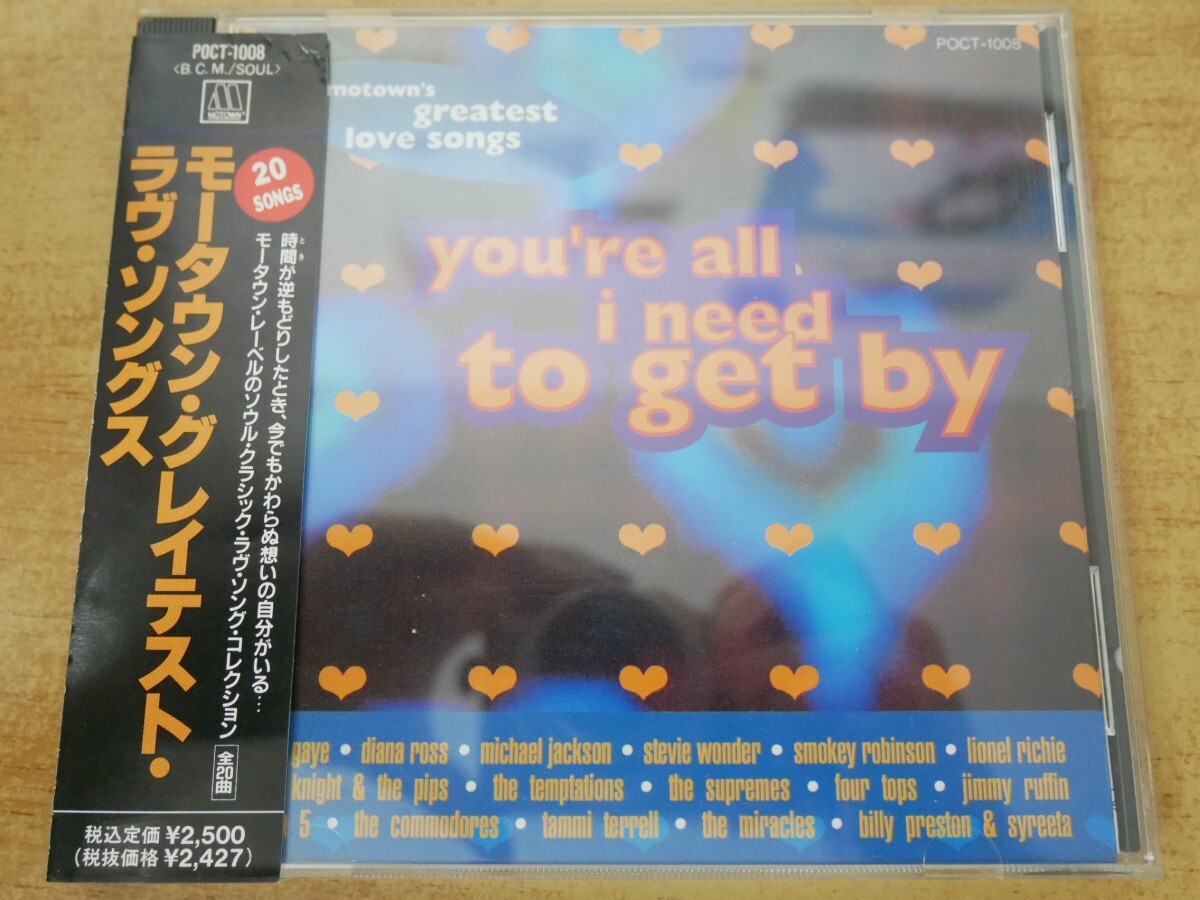 POCT-1008
〈B.C.M./SOUL〉
MOTOWN
モータウン・グレイテスト・
ラヴ・ソングス
20
SONGS
時間が逆もどりしたとき、今でもかわらぬ想いの自分がいる…
とき
モータウン・レーベルのソウル・クラシック・ラヴ・ソング・コレクション
全20曲
税込定価 ¥2,500
(税抜価格 ¥2,427)
POCT-1008
motown's
greatest
love songs
you're all
i need
to get by
gaye • diana ross • michael jackson • stevie wonder • smokey robinson • lionel richie
knight & the pips • the temptations • the supremes • four tops • jimmy ruffin
5 • the commodores • tammi terrell • the miracles • billy preston & syreeta